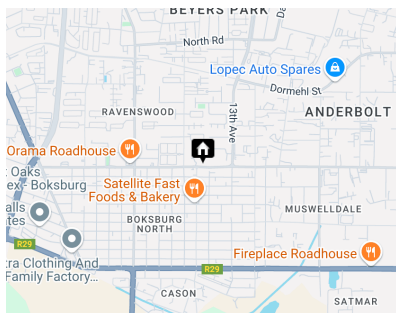 BEYERS PARK
North Rd
Lopec Auto Spares
Dormehl St
RAVENSWOOD
13th Ave
ANDERBOLT
Orama Roadhouse
Oaks
ex - Boksburg
Satellite Fast
Foods & Bakery
alls
tes
MUSWELLDALE
BOKSBURG
NORTH
R29
Fireplace Roadhouse
tra Clothing And
Family Factory...
R29
CASON
SATMAR